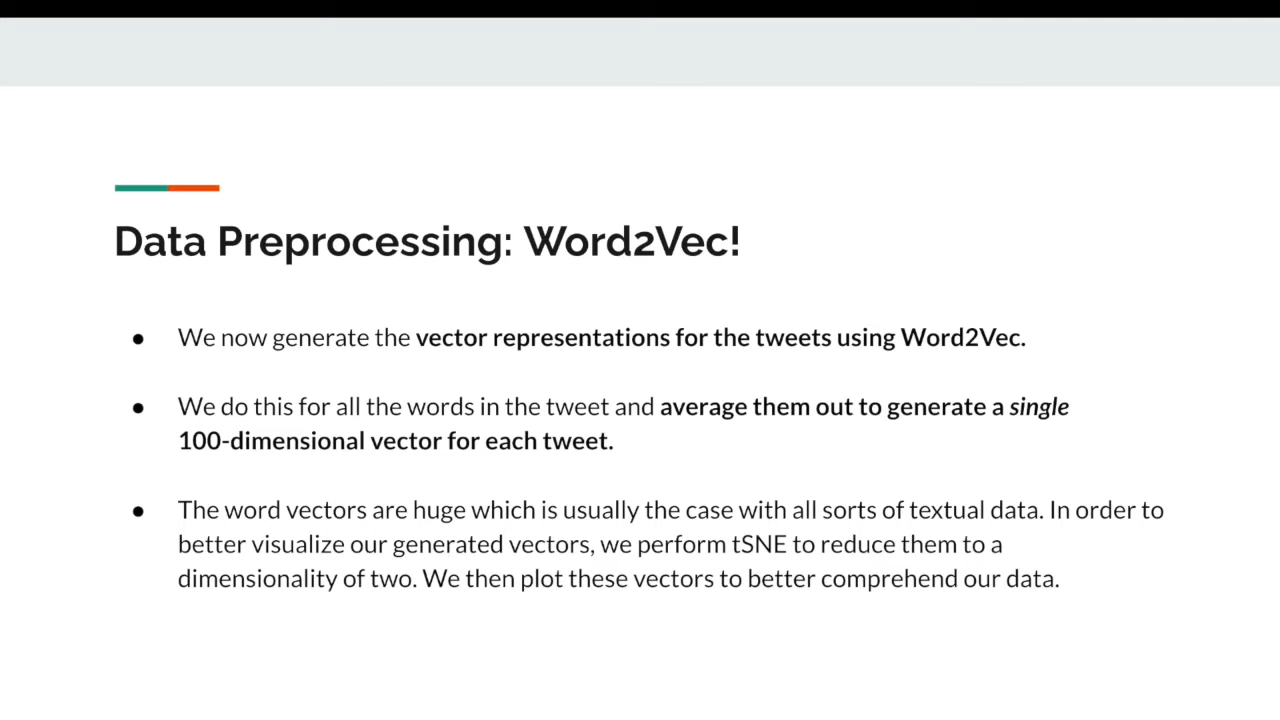 Data Preprocessing: Word2Vec!
● We now generate the vector representations for the tweets using Word2Vec.
● We do this for all the words in the tweet and average them out to generate a single
100-dimensional vector for each tweet.
● The word vectors are huge which is usually the case with all sorts of textual data. In order to
better visualize our generated vectors, we perform tSNE to reduce them to a
dimensionality of two. We then plot these vectors to better comprehend our data.